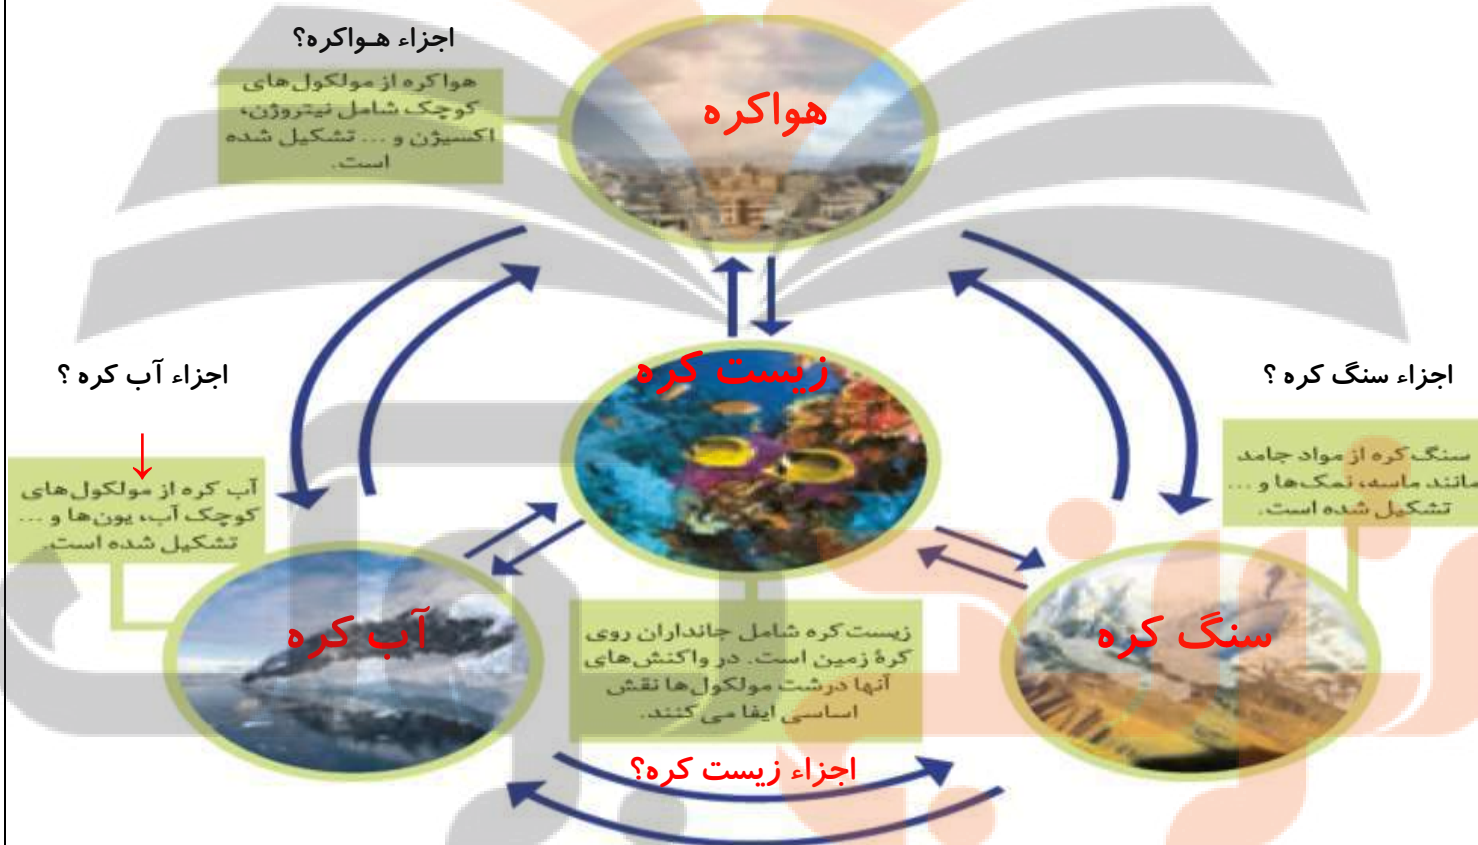 اجزاء هـواکره؟
هواکره از مولکول‌های
کوچک شامل نیتروژن،
اکسیژن و ... تشکیل شده
است.
هواکره
زیست کره
اجزاء آب کره ؟
آب کره از مولکول‌های
کوچک آب، یون‌ها و ...
تشکیل شده است.
آب کره
اجزاء سنگ کره ؟
سنگ‌کره از مواد جامد
مانند ماسه، نمک‌ها و ...
تشکیل شده است.
سنگ کره
زیست‌کره شامل جانداران روی
کرهٔ زمین است. در واکنش‌های
آنها درشت مولکول‌ها نقش
اساسی ایفا می‌کنند.
اجزاء زیست کره؟